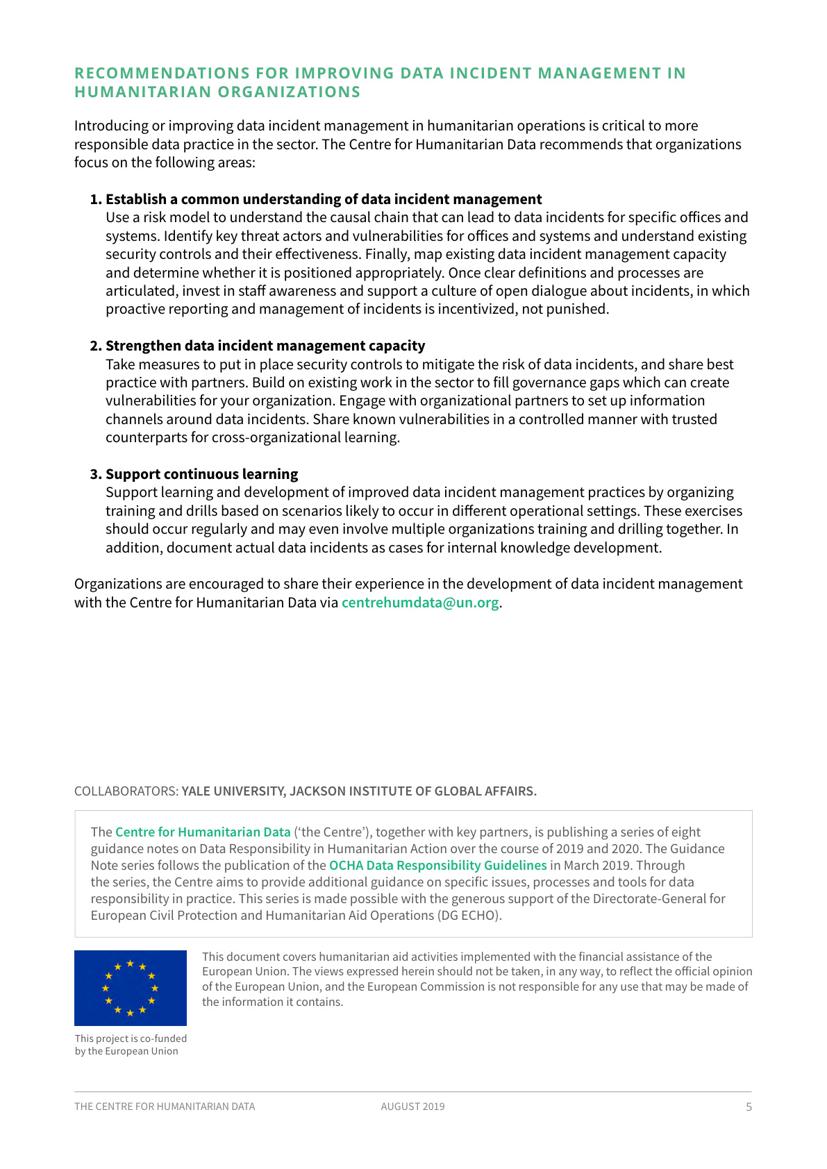 RECOMMENDATIONS FOR IMPROVING DATA INCIDENT MANAGEMENT IN
HUMANITARIAN ORGANIZATIONS
Introducing or improving data incident management in humanitarian operations is critical to more
responsible data practice in the sector. The Centre for Humanitarian Data recommends that organizations
focus on the following areas:
1. Establish a common understanding of data incident management
Use a risk model to understand the causal chain that can lead to data incidents for specific offices and
systems. Identify key threat actors and vulnerabilities for offices and systems and understand existing
security controls and their effectiveness. Finally, map existing data incident management capacity
and determine whether it is positioned appropriately. Once clear definitions and processes are
articulated, invest in staff awareness and support a culture of open dialogue about incidents, in which
proactive reporting and management of incidents is incentivized, not punished.
2. Strengthen data incident management capacity
Take measures to put in place security controls to mitigate the risk of data incidents, and share best
practice with partners. Build on existing work in the sector to fill governance gaps which can create
vulnerabilities for your organization. Engage with organizational partners to set up information
channels around data incidents. Share known vulnerabilities in a controlled manner with trusted
counterparts for cross-organizational learning.
3. Support continuous learning
Support learning and development of improved data incident management practices by organizing
training and drills based on scenarios likely to occur in different operational settings. These exercises
should occur regularly and may even involve multiple organizations training and drilling together. In
addition, document actual data incidents as cases for internal knowledge development.
Organizations are encouraged to share their experience in the development of data incident management
with the Centre for Humanitarian Data via centrehumdata@un.org.
COLLABORATORS: YALE UNIVERSITY, JACKSON INSTITUTE OF GLOBAL AFFAIRS.
The Centre for Humanitarian Data (‘the Centre’), together with key partners, is publishing a series of eight
guidance notes on Data Responsibility in Humanitarian Action over the course of 2019 and 2020. The Guidance
Note series follows the publication of the OCHA Data Responsibility Guidelines in March 2019. Through
the series, the Centre aims to provide additional guidance on specific issues, processes and tools for data
responsibility in practice. This series is made possible with the generous support of the Directorate-General for
European Civil Protection and Humanitarian Aid Operations (DG ECHO).
This document covers humanitarian aid activities implemented with the financial assistance of the
European Union. The views expressed herein should not be taken, in any way, to reflect the official opinion
of the European Union, and the European Commission is not responsible for any use that may be made of
the information it contains.
This project is co-funded
by the European Union
THE CENTRE FOR HUMANITARIAN DATA
AUGUST 2019
5